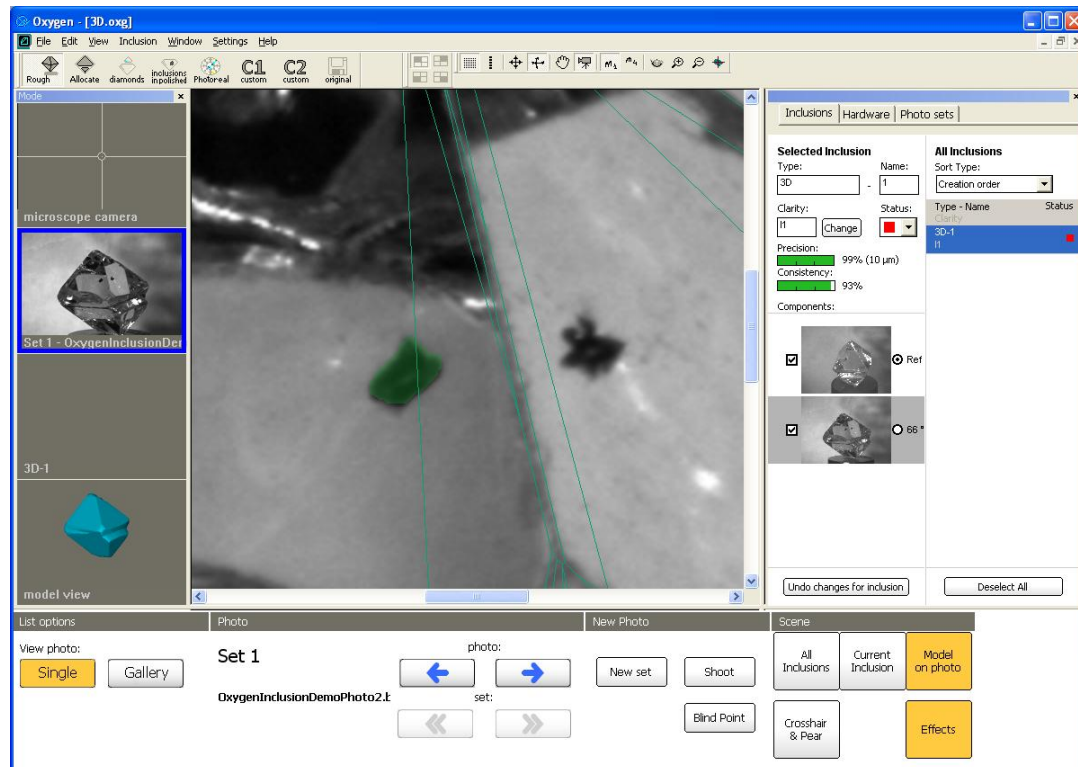 Oxygen - [3D.oxg]
File Edit View Inclusion Window Settings Help
Rough Allocate diamonds inclusions in polished Photoreal C1 custom C2 custom original
Mode
microscope camera
Set 1 - OxygenInclusionDer
3D-1
model view
Inclusions Hardware Photo sets
Selected Inclusion
Type: Name:
3D - 1
Clarity: Status:
I1 Change
Precision:
99% (10 µm)
Consistency:
93%
Components:
Ref
66 °
Undo changes for inclusion
All Inclusions
Sort Type:
Creation order
Type - Name Status
Clarity
3D-1
I1
Deselect All
List options
View photo:
Single Gallery
Photo
Set 1
photo:
OxygenInclusionDemoPhoto2.b
set:
New Photo
New set Shoot
Blind Point
Scene
All Inclusions
Current Inclusion
Model on photo
Crosshair & Pear
Effects